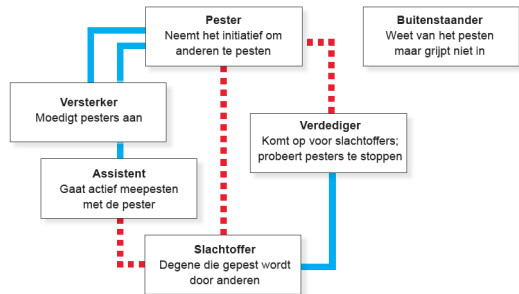 Pester
Neemt het initiatief om
anderen te pesten
Buitenstaander
Weet van het pesten
maar grijpt niet in
Versterker
Moedigt pesters aan
Verdediger
Komt op voor slachtoffers;
probeert pesters te stoppen
Assistent
Gaat actief meepesten
met de pester
Slachtoffer
Degene die gepest wordt
door anderen